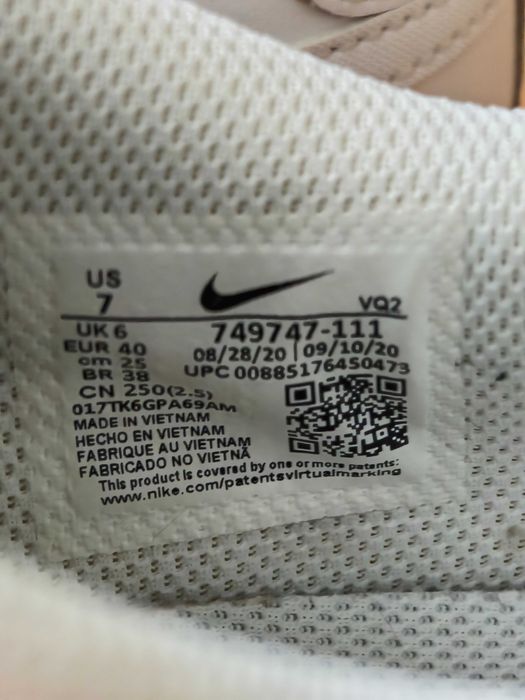 US
7
VQ2
UK 6
749747-111
EUR 40
08/28/20 | 09/10/20
cm 25
UPC 00885176450473
BR 38
CN 250(2.5)
017TK6GPA69AM
MADE IN VIETNAM
HECHO EN VIETNAM
FABRIQUE AU VIETNAM
FABRICADO NO VIETNÃ
This product is covered by one or more patents:
www.nike.com/patentsvirtualmarking